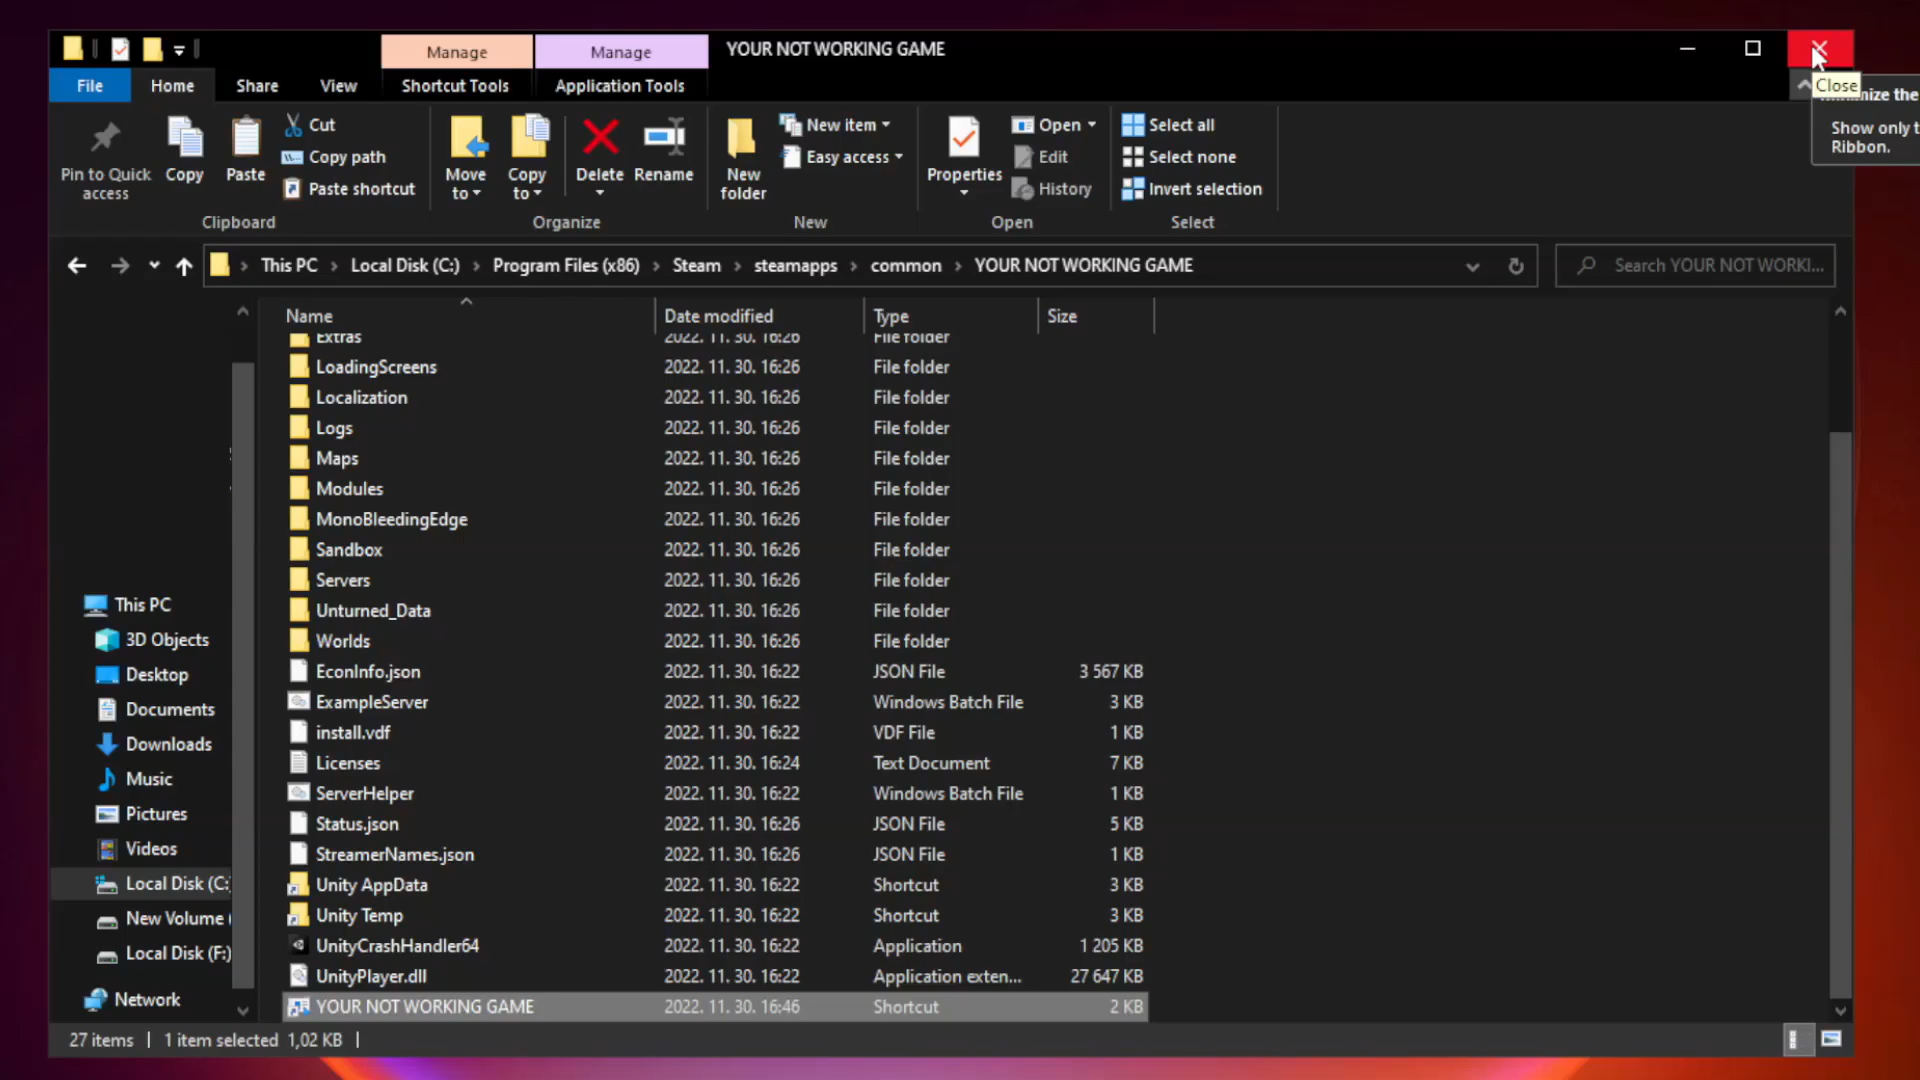 Manage
Manage
YOUR NOT WORKING GAME
File
Home
Share
View
Shortcut Tools
Application Tools
Close
Show only t
Ribbon.
Pin to Quick access
Copy
Paste
Cut
Copy path
Paste shortcut
Move to
Copy to
Delete
Rename
New folder
New item
Easy access
Properties
Open
Edit
History
Select all
Select none
Invert selection
Clipboard
Organize
New
Open
Select
This PC
Local Disk (C:)
Program Files (x86)
Steam
steamapps
common
YOUR NOT WORKING GAME
Search YOUR NOT WORKI...
Name Date modified Type Size
Extras 2022. 11. 30. 16:26 File folder
LoadingScreens 2022. 11. 30. 16:26 File folder
Localization 2022. 11. 30. 16:26 File folder
Logs 2022. 11. 30. 16:26 File folder
Maps 2022. 11. 30. 16:26 File folder
Modules 2022. 11. 30. 16:26 File folder
MonoBleedingEdge 2022. 11. 30. 16:26 File folder
Sandbox 2022. 11. 30. 16:26 File folder
Servers 2022. 11. 30. 16:26 File folder
Unturned_Data 2022. 11. 30. 16:26 File folder
Worlds 2022. 11. 30. 16:26 File folder
EconInfo.json 2022. 11. 30. 16:22 JSON File 3 567 KB
ExampleServer 2022. 11. 30. 16:22 Windows Batch File 3 KB
install.vdf 2022. 11. 30. 16:22 VDF File 1 KB
Licenses 2022. 11. 30. 16:24 Text Document 7 KB
ServerHelper 2022. 11. 30. 16:22 Windows Batch File 1 KB
Status.json 2022. 11. 30. 16:26 JSON File 5 KB
StreamerNames.json 2022. 11. 30. 16:26 JSON File 1 KB
Unity AppData 2022. 11. 30. 16:22 Shortcut 3 KB
Unity Temp 2022. 11. 30. 16:22 Shortcut 3 KB
UnityCrashHandler64 2022. 11. 30. 16:22 Application 1 205 KB
UnityPlayer.dll 2022. 11. 30. 16:22 Application exten... 27 647 KB
YOUR NOT WORKING GAME 2022. 11. 30. 16:46 Shortcut 2 KB
This PC
3D Objects
Desktop
Documents
Downloads
Music
Pictures
Videos
Local Disk (C:
New Volume (
Local Disk (F:)
Network
27 items
1 item selected 1,02 KB